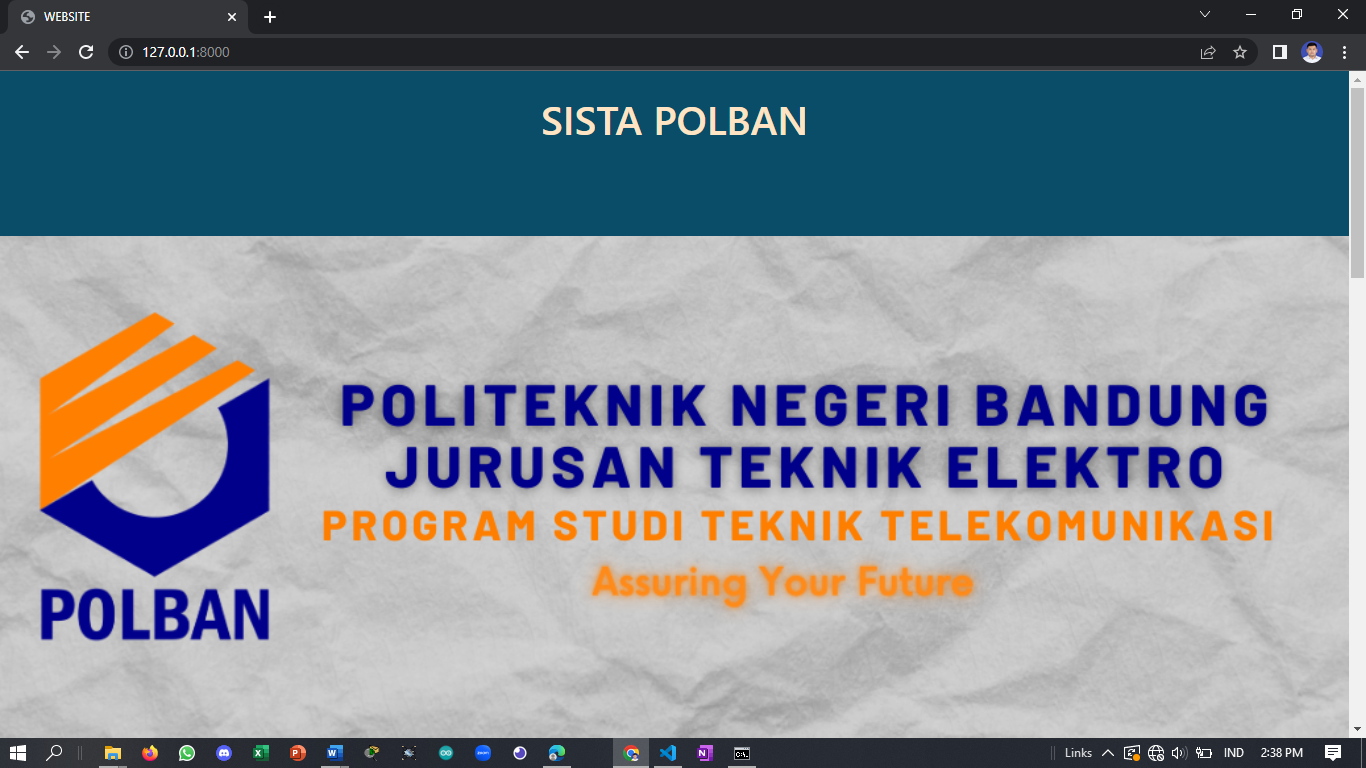 WEBSITE
127.0.0.1:8000
SISTA POLBAN
POLITEKNIK NEGERI BANDUNG
JURUSAN TEKNIK ELEKTRO
PROGRAM STUDI TEKNIK TELEKOMUNIKASI
Assuring Your Future
POLBAN
Links IND 2:38 PM